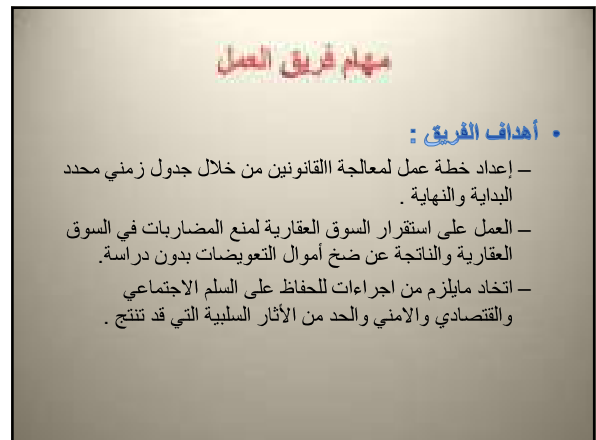 مهام فريق العمل
• أهداف الفريق :
– إعداد خطة عمل لمعالجة االقانونين من خلال جدول زمني محدد
البداية والنهاية .
– العمل على استقرار السوق العقارية لمنع المضاربات في السوق
العقارية والناتجة عن ضخ أموال التعويضات بدون دراسة.
– اتخاد مايلزم من اجراءات للحفاظ على السلم الاجتماعي
والقتصادي والامني والحد من الأثار السلبية التي قد تنتج .